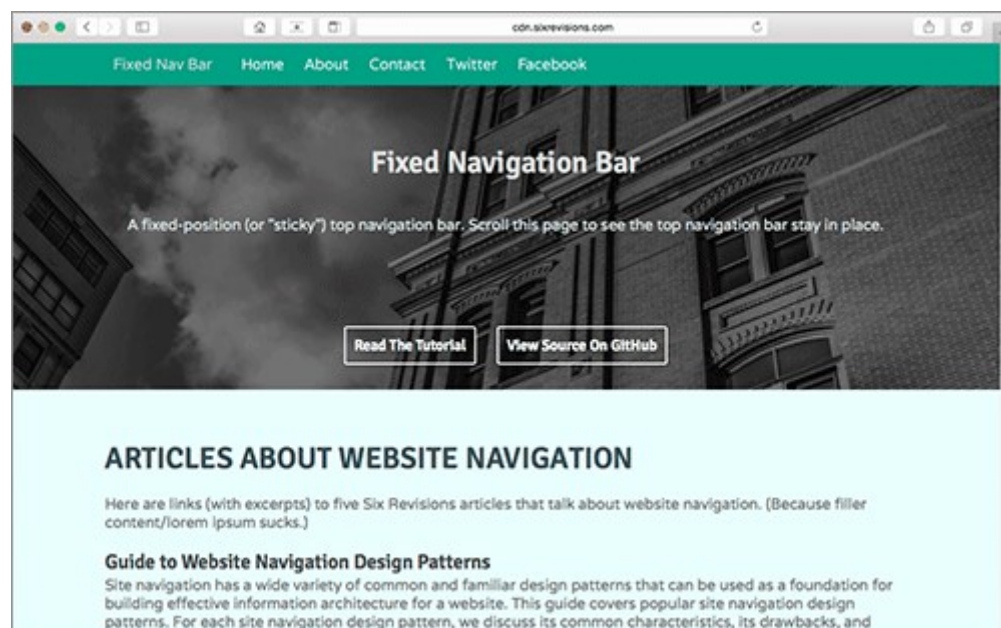 cdn.sixrevisions.com
Fixed Nav Bar Home About Contact Twitter Facebook
Fixed Navigation Bar
A fixed-position (or "sticky") top navigation bar. Scroll this page to see the top navigation bar stay in place.
Read The Tutorial View Source On GitHub
ARTICLES ABOUT WEBSITE NAVIGATION
Here are links (with excerpts) to five Six Revisions articles that talk about website navigation. (Because filler
content/lorem ipsum sucks.)
Guide to Website Navigation Design Patterns
Site navigation has a wide variety of common and familiar design patterns that can be used as a foundation for
building effective information architecture for a website. This guide covers popular site navigation design
patterns. For each site navigation design pattern, we discuss its common characteristics, its drawbacks, and